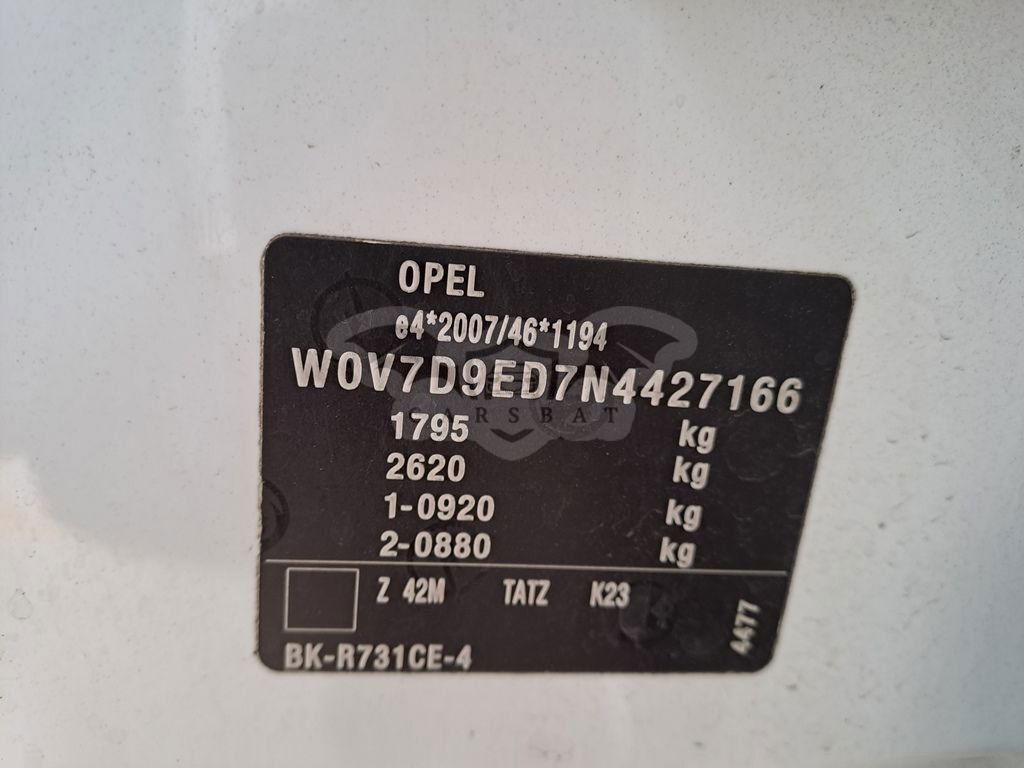 OPEL
e4*2007/46*1194
W0V7D9ED7N4427166
CARSBAT
1795 kg
2620 kg
1-0920 kg
2-0880 kg
Z 42M TATZ K23
4477
BK-R731CE-4